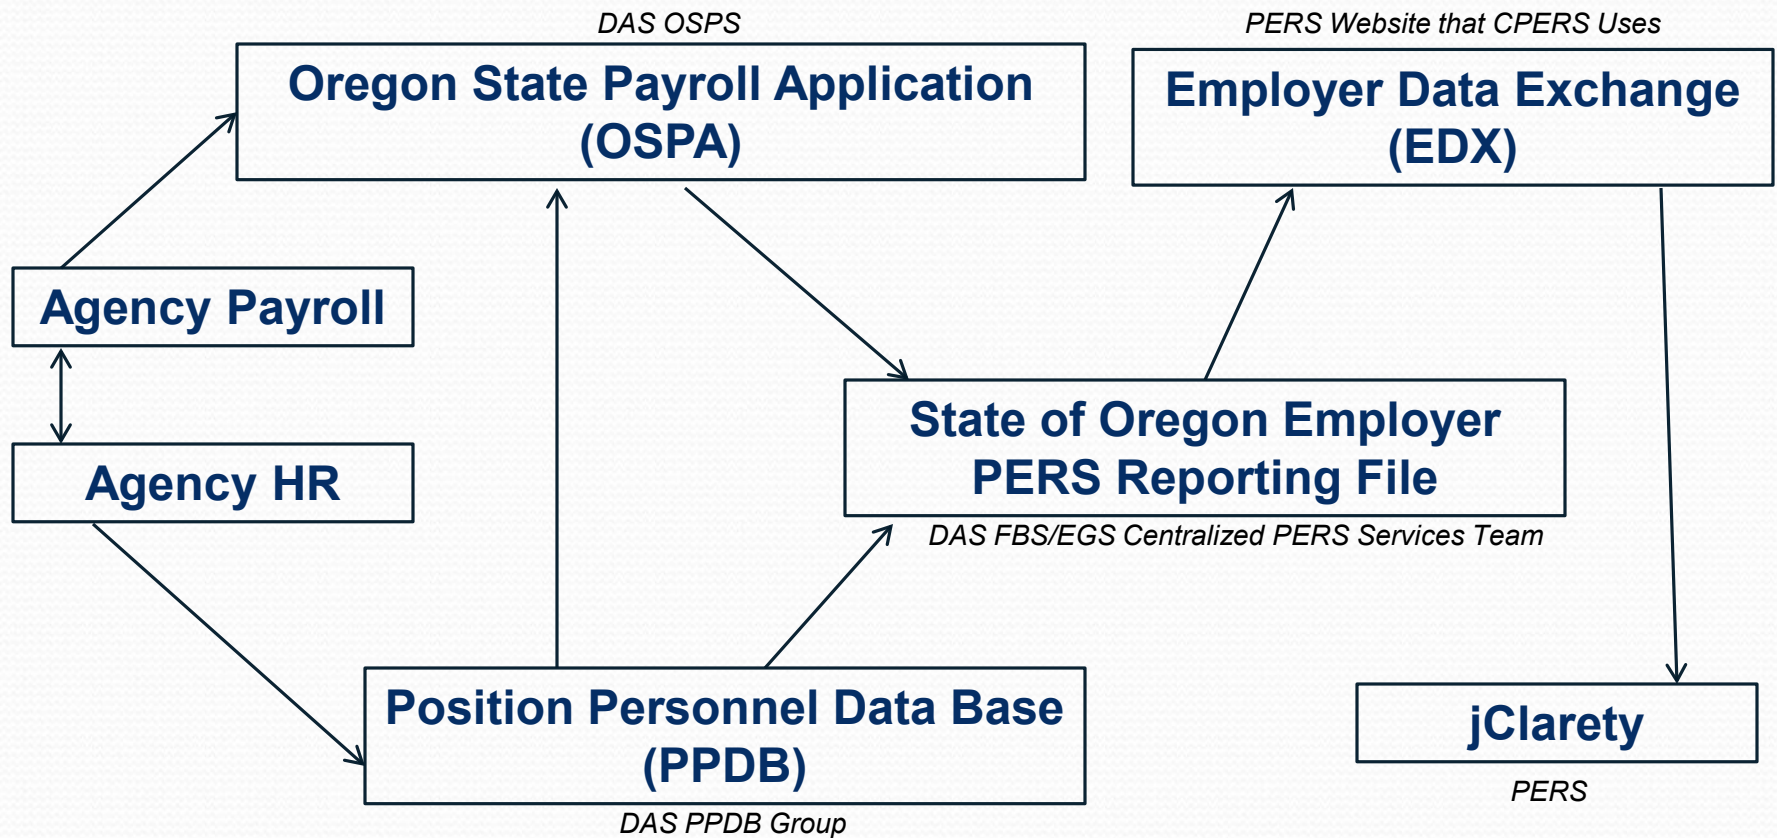 DAS OSPS
Oregon State Payroll Application
(OSPA)
PERS Website that CPERS Uses
Employer Data Exchange
(EDX)
Agency Payroll
Agency HR
State of Oregon Employer
PERS Reporting File
DAS FBS/EGS Centralized PERS Services Team
Position Personnel Data Base
(PPDB)
DAS PPDB Group
jClarety
PERS